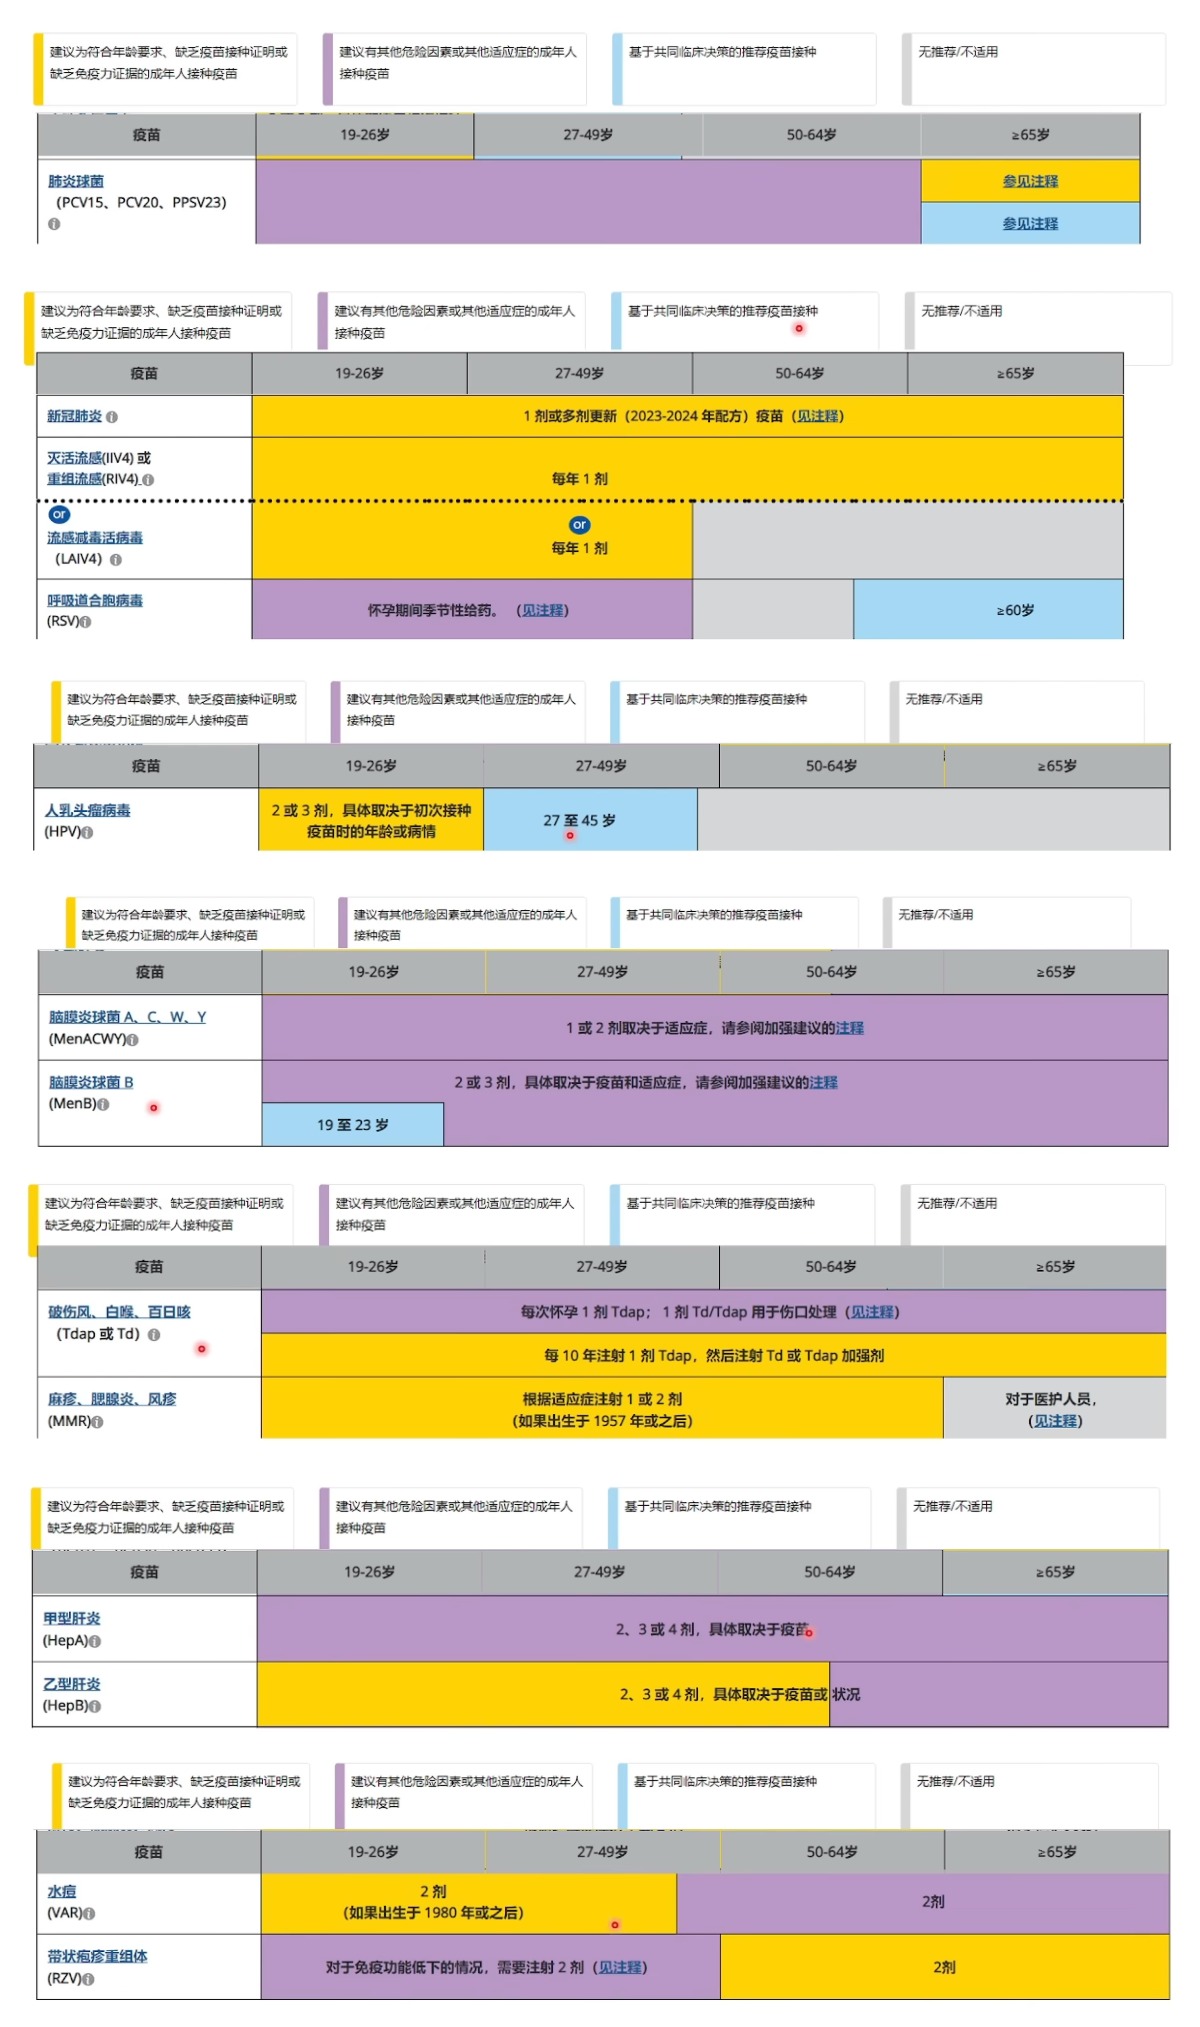 建议为符合年龄要求、缺乏疫苗接种证明或
缺乏免疫力证据的成年人接种疫苗
建议有其他危险因素或其他适应症的成年人
接种疫苗
基于共同临床决策的推荐疫苗接种
无推荐/不适用
疫苗
19-26岁
27-49岁
50-64岁
≥65岁
肺炎球菌
（PCV15、PCV20、PPSV23）
参见注释
参见注释
建议为符合年龄要求、缺乏疫苗接种证明或
缺乏免疫力证据的成年人接种疫苗
建议有其他危险因素或其他适应症的成年人
接种疫苗
基于共同临床决策的推荐疫苗接种
无推荐/不适用
疫苗
19-26岁
27-49岁
50-64岁
≥65岁
新冠肺炎
1 剂或多剂更新（2023-2024 年配方）疫苗（见注释）
灭活流感(IIV4) 或
重组流感(RIV4)
每年 1 剂
or
流感减毒活病毒
（LAIV4）
or
每年 1 剂
呼吸道合胞病毒
(RSV)
怀孕期间季节性给药。 （见注释）
≥60岁
建议为符合年龄要求、缺乏疫苗接种证明或
缺乏免疫力证据的成年人接种疫苗
建议有其他危险因素或其他适应症的成年人
接种疫苗
基于共同临床决策的推荐疫苗接种
无推荐/不适用
疫苗
19-26岁
27-49岁
50-64岁
≥65岁
人乳头瘤病毒
(HPV)
2 或 3 剂，具体取决于初次接种
疫苗时的年龄或病情
27 至 45 岁
建议为符合年龄要求、缺乏疫苗接种证明或
缺乏免疫力证据的成年人接种疫苗
建议有其他危险因素或其他适应症的成年人
接种疫苗
基于共同临床决策的推荐疫苗接种
无推荐/不适用
疫苗
19-26岁
27-49岁
50-64岁
≥65岁
脑膜炎球菌 A、C、W、Y
(MenACWY)
1 或 2 剂取决于适应症，请参阅加强建议的注释
脑膜炎球菌 B
(MenB)
2 或 3 剂，具体取决于疫苗和适应症，请参阅加强建议的注释
19 至 23 岁
建议为符合年龄要求、缺乏疫苗接种证明或
缺乏免疫力证据的成年人接种疫苗
建议有其他危险因素或其他适应症的成年人
接种疫苗
基于共同临床决策的推荐疫苗接种
无推荐/不适用
疫苗
19-26岁
27-49岁
50-64岁
≥65岁
破伤风、白喉、百日咳
（Tdap 或 Td）
每次怀孕 1 剂 Tdap； 1 剂 Td/Tdap 用于伤口处理（见注释）
每 10 年注射 1 剂 Tdap，然后注射 Td 或 Tdap 加强剂
麻疹、腮腺炎、风疹
(MMR)
根据适应症注射 1 或 2 剂
（如果出生于 1957 年或之后）
对于医护人员，
（见注释）
建议为符合年龄要求、缺乏疫苗接种证明或
缺乏免疫力证据的成年人接种疫苗
建议有其他危险因素或其他适应症的成年人
接种疫苗
基于共同临床决策的推荐疫苗接种
无推荐/不适用
疫苗
19-26岁
27-49岁
50-64岁
≥65岁
甲型肝炎
(HepA)
2、3 或 4 剂，具体取决于疫苗
乙型肝炎
(HepB)
2、3 或 4 剂，具体取决于疫苗或 状况
建议为符合年龄要求、缺乏疫苗接种证明或
缺乏免疫力证据的成年人接种疫苗
建议有其他危险因素或其他适应症的成年人
接种疫苗
基于共同临床决策的推荐疫苗接种
无推荐/不适用
疫苗
19-26岁
27-49岁
50-64岁
≥65岁
水痘
(VAR)
2 剂
（如果出生于 1980 年或之后）
2剂
带状疱疹重组体
(RZV)
对于免疫功能低下的情况，需要注射 2 剂（见注释）
2剂